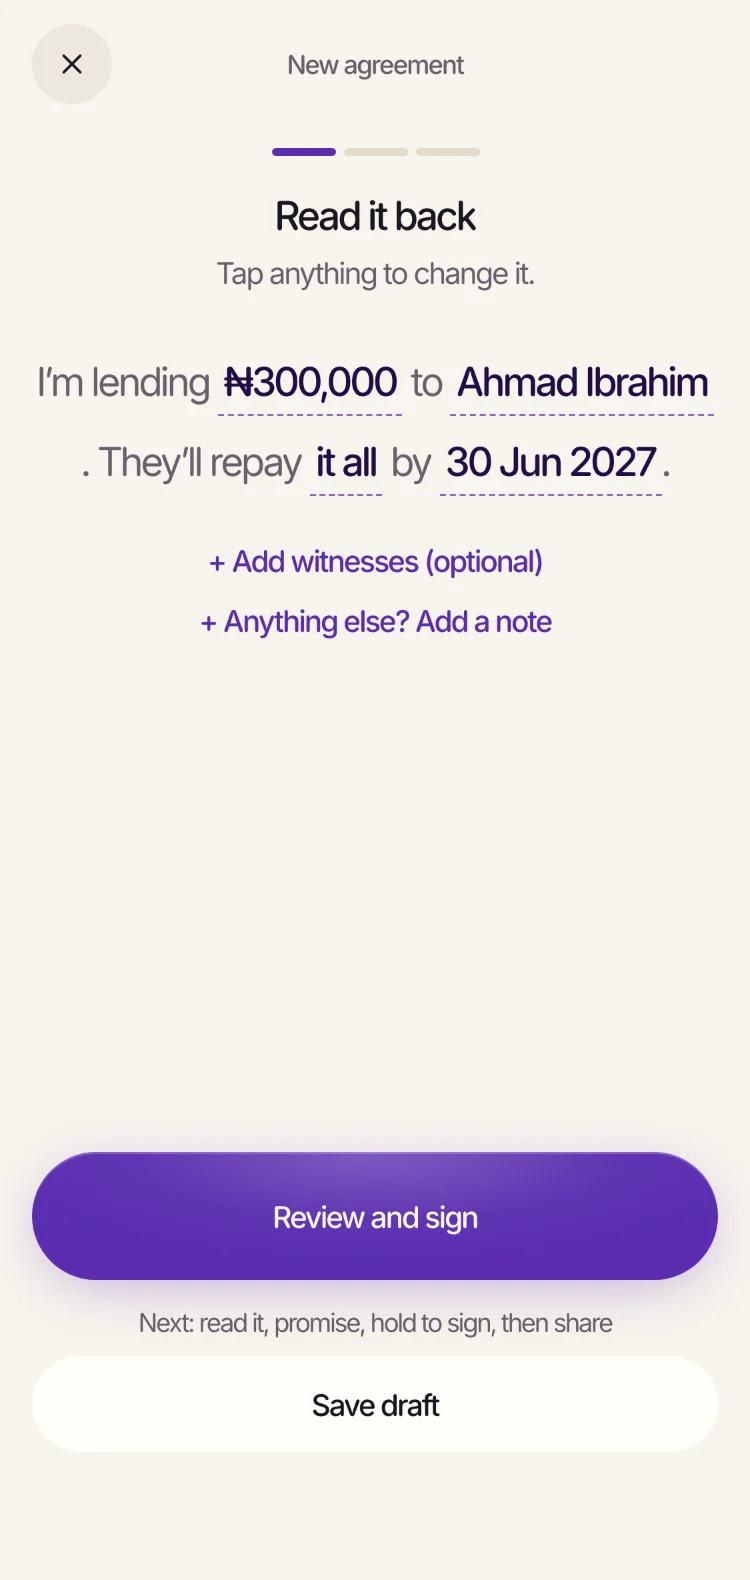 New agreement
Read it back
Tap anything to change it.
I’m lending ₦300,000 to Ahmad Ibrahim
. They’ll repay it all by 30 Jun 2027.
+ Add witnesses (optional)
+ Anything else? Add a note
Review and sign
Next: read it, promise, hold to sign, then share
Save draft